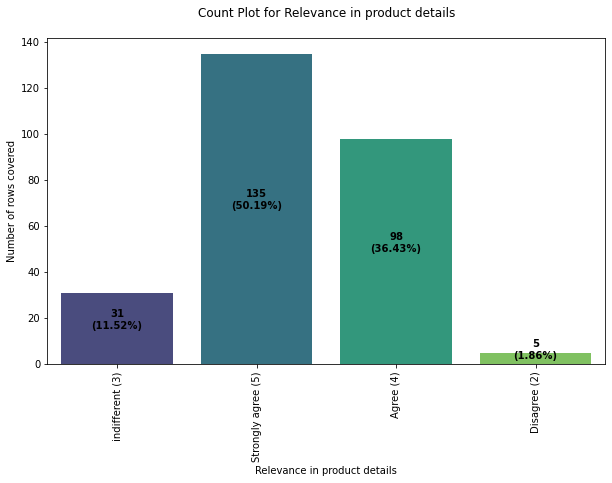 Count Plot for Relevance in product details
Number of rows covered
140
120
100
80
60
40
20
0
31
(11.52%)
135
(50.19%)
98
(36.43%)
5
(1.86%)
indifferent (3)
Strongly agree (5)
Agree (4)
Disagree (2)
Relevance in product details